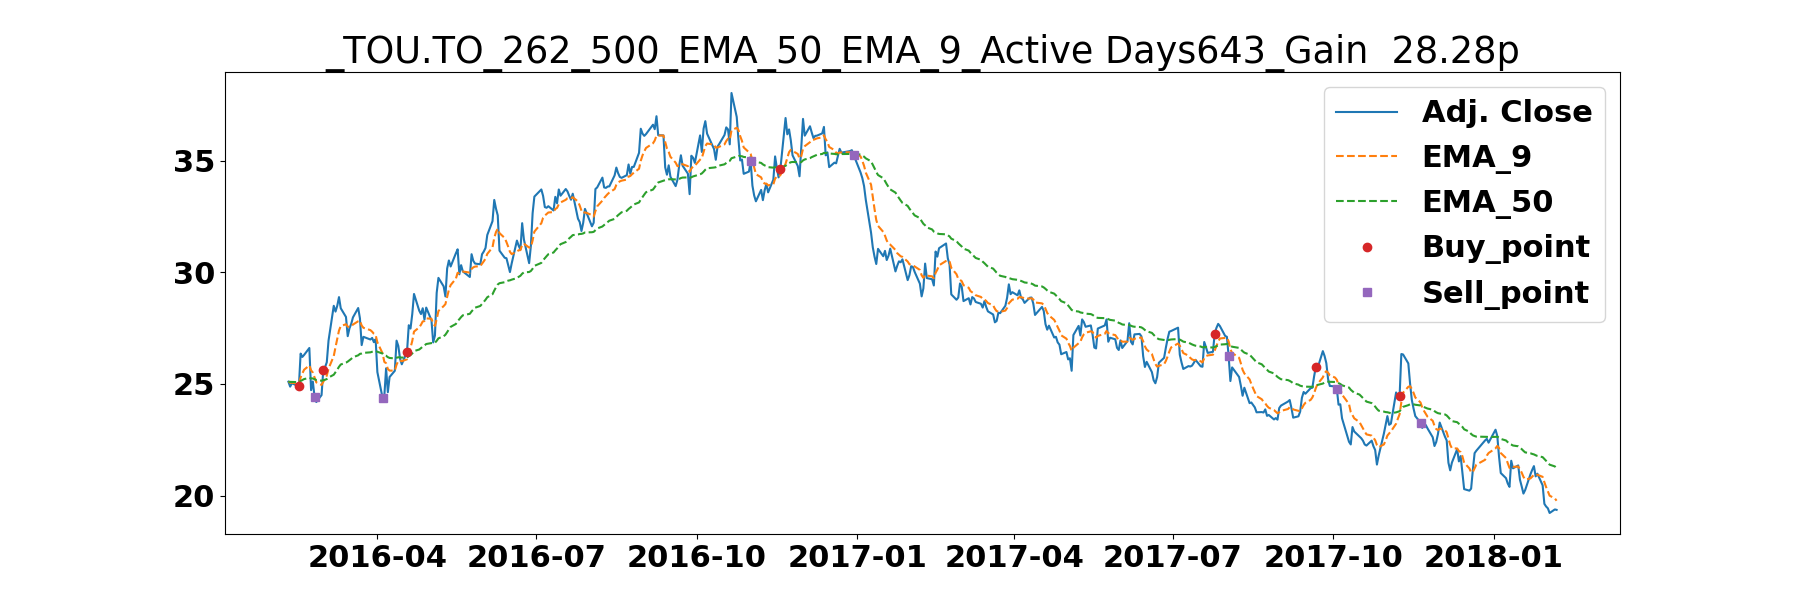 _TOU.TO_262_500_EMA_50_EMA_9_Active Days643_Gain  28.28p
Adj. Close
EMA_9
EMA_50
Buy_point
Sell_point
35
30
25
20
2016-04 2016-07 2016-10 2017-01 2017-04 2017-07 2017-10 2018-01